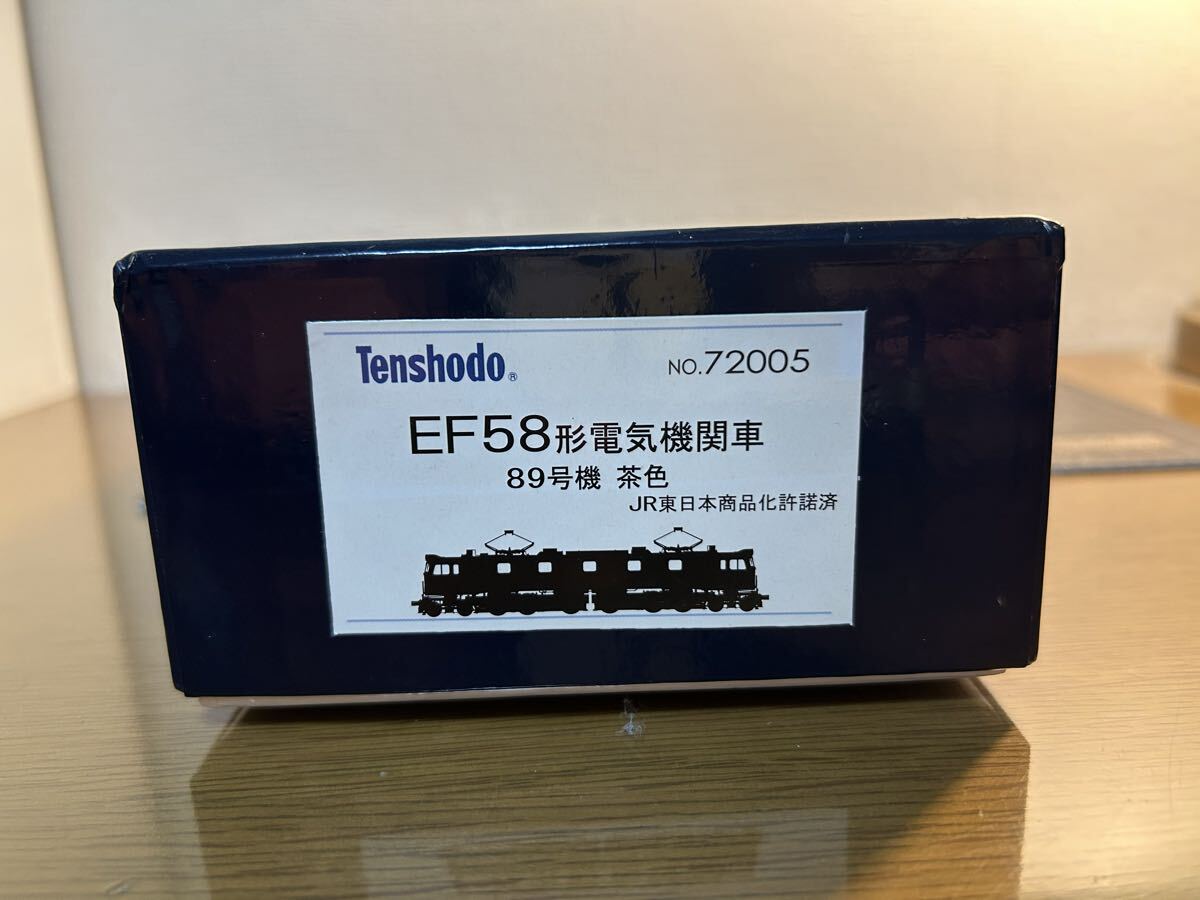 Tenshodo®
NO.72005
EF58形電気機関車
89号機 茶色
JR東日本商品化許諾済